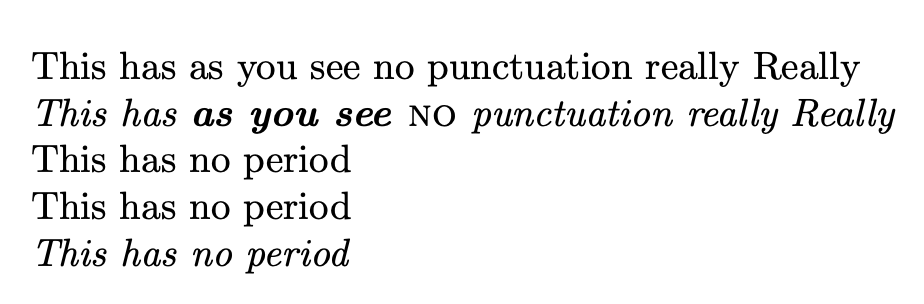 This has as you see no punctuation really Really
This has as you see NO punctuation really Really
This has no period
This has no period
This has no period